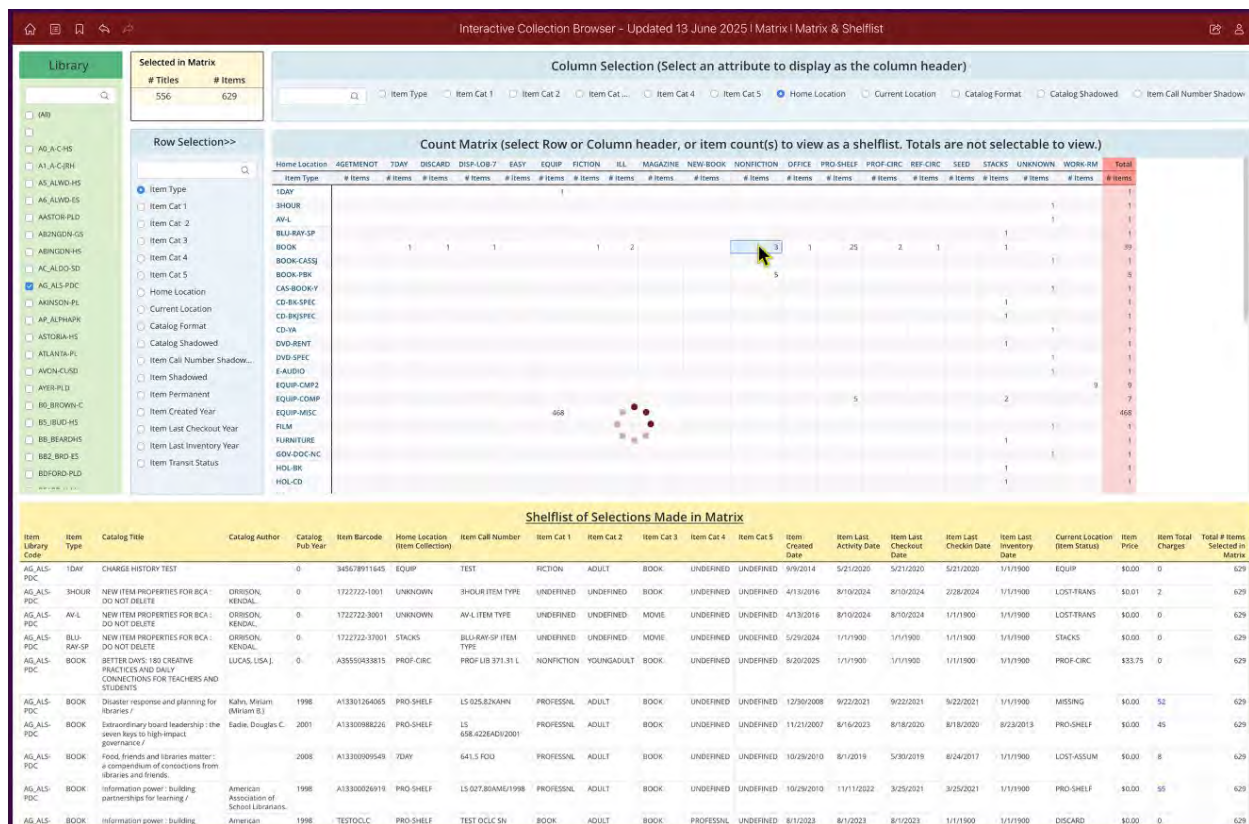 Interactive Collection Browser - Updated 13 June 2025 | Matrix | Matrix & Shelflist
Library
(All)
A0_A-C-HS
A1_A-C-JRH
A5_ALWD-HS
A6_ALWD-ES
AASTOR-PLD
AB2NGDN-GS
ABINGDN-HS
AC_ALDO-SD
AG_ALS-PDC
AKINSON-PL
AP_ALPHAPK
ASTORIA-HS
ATLANTA-PL
AVON-CUSD
AYER-PLD
B0_BROWN-C
B5_IBUD-HS
BB_BEARDHS
BB2_BRD-ES
BDFORD-PLD
Selected in Matrix
# Titles # Items
556 629
Column Selection (Select an attribute to display as the column header)
Item Type Item Cat 1 Item Cat 2 Item Cat ... Item Cat 4 Item Cat 5 Home Location Current Location Catalog Format Catalog Shadowed Item Call Number Shadow
Row Selection>>
Item Type
Item Cat 1
Item Cat 2
Item Cat 3
Item Cat 4
Item Cat 5
Home Location
Current Location
Catalog Format
Catalog Shadowed
Item Call Number Shadow...
Item Shadowed
Item Permanent
Item Created Year
Item Last Checkout Year
Item Last Inventory Year
Item Transit Status
Count Matrix (select Row or Column header, or item count(s) to view as a shelflist. Totals are not selectable to view.)
Home Location 4GETMENOT 7DAY DISCARD DISP-LOB-7 EASY EQUIP FICTION ILL MAGAZINE NEW-BOOK NONFICTION OFFICE PRO-SHELF PROF-CIRC REF-CIRC SEED STACKS UNKNOWN WORK-RM Total
Item Type # Items # Items # Items # Items # Items # Items # Items # Items # Items # Items # Items # Items # Items # Items # Items # Items # Items # Items # Items # Items
1DAY 1 1
3HOUR 1 1
AV-L 1 1
BLU-RAY-SP 1 1
BOOK 1 1 1 1 2 3 1 25 2 1 1 39
BOOK-CASSJ 1 1
BOOK-PBK 5 5
CAS-BOOK-Y 1 1
CD-BK-SPEC 1 1
CD-BKJSPEC 1 1
CD-YA 1 1
DVD-RENT 1 1
DVD-SPEC 1 1
E-AUDIO 1 1
EQUIP-CMP2 9 9
EQUIP-COMP 5 2 7
EQUIP-MISC 468 468
FILM 1 1
FURNITURE 1 1
GOV-DOC-NC 1 1
HOL-BK 1 1
HOL-CD 1 1
Shelflist of Selections Made in Matrix
Item Library Code Item Type Catalog Title Catalog Author Catalog Pub Year Item Barcode Home Location (Item Collection) Item Call Number Item Cat 1 Item Cat 2 Item Cat 3 Item Cat 4 Item Cat 5 Item Created Date Item Last Activity Date Item Last Checkout Date Item Last Checkin Date Item Last Inventory Date Current Location (Item Status) Item Price Item Total Charges Total # Items Selected in Matrix
AG_ALS-PDC 1DAY CHARGE HISTORY TEST 0 345678911645 EQUIP TEST FICTION ADULT BOOK UNDEFINED UNDEFINED 9/9/2014 5/21/2020 5/21/2020 5/21/2020 1/1/1900 EQUIP $0.00 0 629
AG_ALS-PDC 3HOUR NEW ITEM PROPERTIES FOR BCA : DO NOT DELETE ORRISON, KENDAL. 0 1722722-1001 UNKNOWN 3HOUR ITEM TYPE UNDEFINED UNDEFINED BOOK UNDEFINED UNDEFINED 4/13/2016 8/10/2024 8/10/2024 2/28/2024 1/1/1900 LOST-TRANS $0.01 2 629
AG_ALS-PDC AV-L NEW ITEM PROPERTIES FOR BCA : DO NOT DELETE ORRISON, KENDAL. 0 1722722-3001 UNKNOWN AV-L ITEM TYPE UNDEFINED UNDEFINED MOVIE UNDEFINED UNDEFINED 4/13/2016 8/10/2024 8/10/2024 1/1/1900 1/1/1900 LOST-TRANS $0.00 0 629
AG_ALS-PDC BLU-RAY-SP NEW ITEM PROPERTIES FOR BCA : DO NOT DELETE ORRISON, KENDAL. 0 1722722-37001 STACKS BLU-RAY-SP ITEM TYPE UNDEFINED UNDEFINED MOVIE UNDEFINED UNDEFINED 5/29/2024 1/1/1900 1/1/1900 1/1/1900 1/1/1900 STACKS $0.00 0 629
AG_ALS-PDC BOOK BETTER DAYS: 180 CREATIVE PRACTICES AND DAILY CONNECTIONS FOR TEACHERS AND STUDENTS LUCAS, LISA J. 0 A35550433815 PROF-CIRC PROF LIB 371.31 L NONFICTION YOUNGADULT BOOK UNDEFINED UNDEFINED 8/20/2025 1/1/1900 1/1/1900 1/1/1900 1/1/1900 PROF-CIRC $33.75 0 629
AG_ALS-PDC BOOK Disaster response and planning for libraries / Kahn, Miriam (Miriam B.) 1998 A13301264065 PRO-SHELF LS 025.82KAHN PROFESSNL ADULT BOOK UNDEFINED UNDEFINED 12/30/2008 9/22/2021 9/22/2021 9/22/2021 1/1/1900 MISSING $0.00 52 629
AG_ALS-PDC BOOK Extraordinary board leadership : the seven keys to high-impact governance / Eadie, Douglas C. 2001 A13300988226 PRO-SHELF LS 658.422EADI/2001 PROFESSNL ADULT BOOK UNDEFINED UNDEFINED 11/21/2007 8/16/2023 8/18/2020 8/18/2020 8/23/2013 PRO-SHELF $0.00 45 629
AG_ALS-PDC BOOK Food, friends and libraries matter : a compendium of contactions from libraries and friends. 2008 A13300909549 7DAY 641.5 FOO PROFESSNL ADULT BOOK UNDEFINED UNDEFINED 10/29/2010 8/1/2019 5/30/2019 8/24/2017 1/1/1900 LOST-ASSUM $0.00 8 629
AG_ALS-PDC BOOK Information power : building partnerships for learning / American Association of School Librarians. 1998 A13300026919 PRO-SHELF LS 027.80AME/1998 PROFESSNL ADULT BOOK UNDEFINED UNDEFINED 10/29/2010 11/11/2022 3/25/2021 3/25/2021 1/1/1900 PRO-SHELF $0.00 55 629
AG_ALS- BOOK Information power : building American 1998 TESTOCLC PRO-SHELF TEST OCLC SN BOOK ADULT BOOK PROFESSNL UNDEFINED 8/1/2023 8/1/2023 8/1/2023 1/1/1900 1/1/1900 DISCARD $0.00 0 629